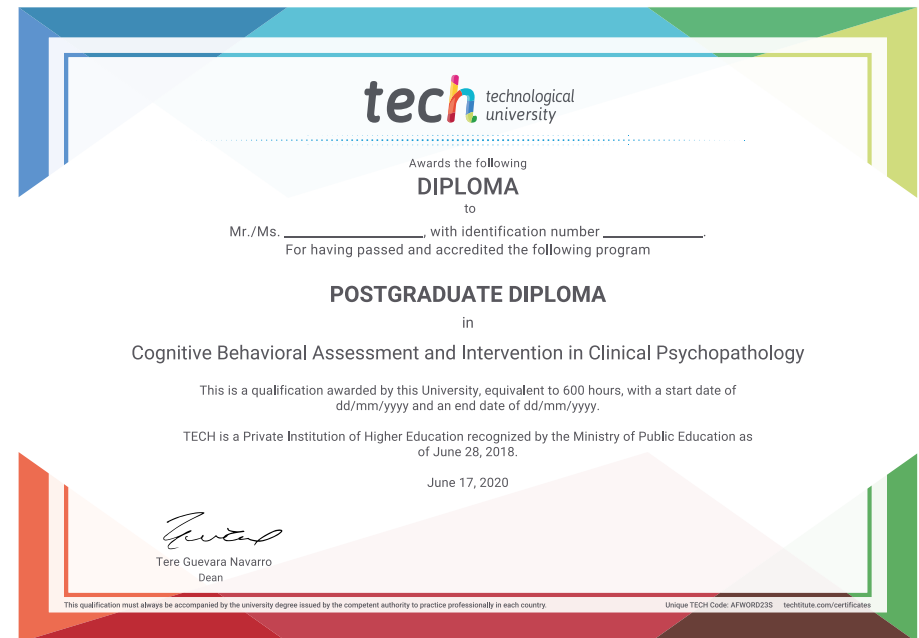 tech technological
university
Awards the following
DIPLOMA
to
Mr./Ms. ____________________, with identification number ______________.
For having passed and accredited the following program
POSTGRADUATE DIPLOMA
in
Cognitive Behavioral Assessment and Intervention in Clinical Psychopathology
This is a qualification awarded by this University, equivalent to 600 hours, with a start date of
dd/mm/yyyy and an end date of dd/mm/yyyy.
TECH is a Private Institution of Higher Education recognized by the Ministry of Public Education as
of June 28, 2018.
June 17, 2020
Tere Guevara Navarro
Dean
This qualification must always be accompanied by the university degree issued by the competent authority to practice professionally in each country. Unique TECH Code: AFWORD23S techtitute.com/certificates